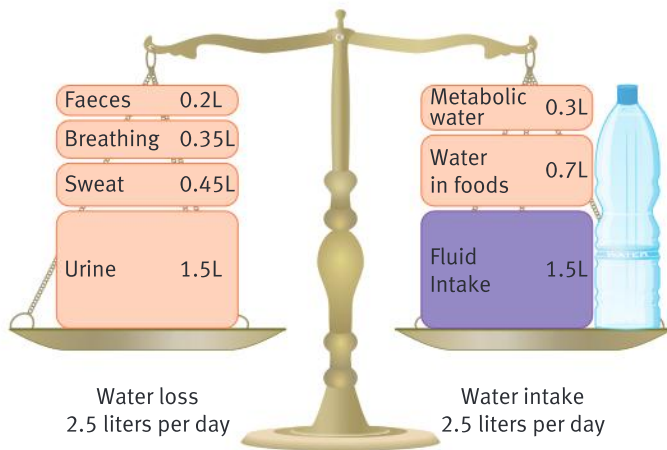 Faeces 0.2L
Breathing 0.35L
Sweat 0.45L
Urine 1.5L
Water loss
2.5 liters per day
Metabolic
water 0.3L
Water
in foods 0.7L
Fluid
Intake 1.5L
WATER
Water intake
2.5 liters per day